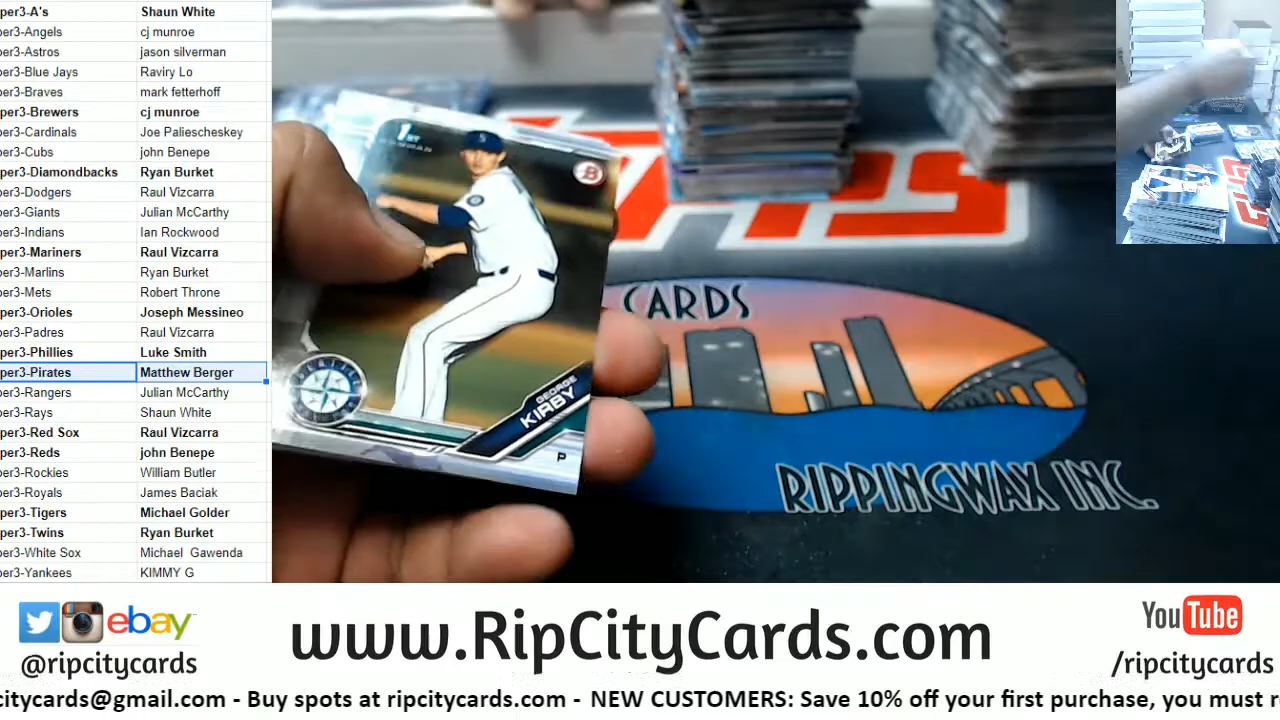 per3-A's Shaun White
per3-Angels cj munroe
per3-Astros jason silverman
per3-Blue Jays Raviry Lo
per3-Braves mark fetterhoff
per3-Brewers cj munroe
per3-Cardinals Joe Paliescheskey
per3-Cubs john Benepe
per3-Diamondbacks Ryan Burket
per3-Dodgers Raul Vizcarra
per3-Giants Julian McCarthy
per3-Indians Ian Rockwood
per3-Mariners Raul Vizcarra
per3-Marlins Ryan Burket
per3-Mets Robert Throne
per3-Orioles Joseph Messineo
per3-Padres Raul Vizcarra
per3-Phillies Luke Smith
per3-Pirates Matthew Berger
per3-Rangers Julian McCarthy
per3-Rays Shaun White
per3-Red Sox Raul Vizcarra
per3-Reds john Benepe
per3-Rockies William Butler
per3-Royals James Baciak
per3-Tigers Michael Golder
per3-Twins Ryan Burket
per3-White Sox Michael Gawenda
per3-Yankees KIMMY G
1ST
B
S
GEORGE
KIRBY
P
CARDS
RIPPINGWAX INC.
ebay
@ripcitycards
www.RipCityCards.com
YouTube
/ripcitycards
citycards@gmail.com - Buy spots at ripcitycards.com - NEW CUSTOMERS: Save 10% off your first purchase, you must r